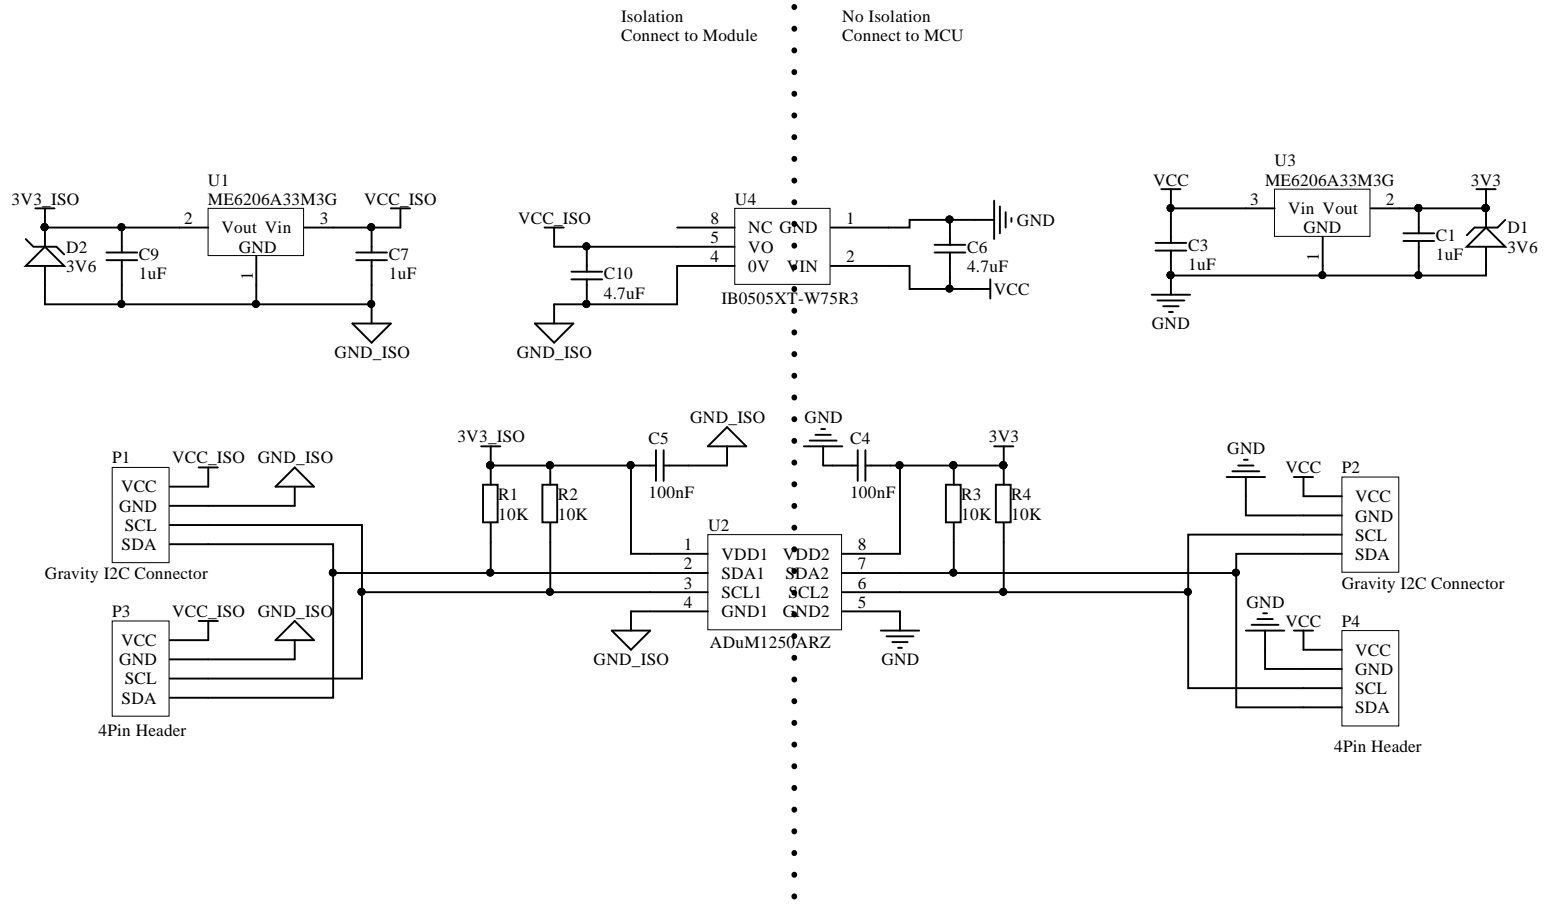 Isolation
Connect to Module
No Isolation
Connect to MCU
3V3_ISO
U1
ME6206A33M3G
VCC_ISO
2
Vout Vin
3
GND
1
D2
3V6
C9
1uF
C7
1uF
GND_ISO
VCC_ISO
C10
4.7uF
GND_ISO
U4
8
NC GND
1
5
VO
4
0V
VIN
2
IB0505XT-W75R3
GND
C6
4.7uF
VCC
VCC
U3
ME6206A33M3G
3V3
3
Vin Vout
2
GND
1
C3
1uF
C1
1uF
D1
3V6
GND
P1
VCC_ISO
GND_ISO
VCC
GND
SCL
SDA
Gravity I2C Connector
P3
VCC_ISO
GND_ISO
VCC
GND
SCL
SDA
4Pin Header
3V3_ISO
R1
10K
R2
10K
C5
100nF
GND_ISO
GND
C4
100nF
3V3
R3
10K
R4
10K
U2
1
VDD1
VDD2
8
2
SDA1
SDA2
7
3
SCL1
SCL2
6
4
GND1
GND2
5
ADuM1250ARZ
GND_ISO
GND
GND
VCC
P2
VCC
GND
SCL
SDA
Gravity I2C Connector
GND
VCC
P4
VCC
GND
SCL
SDA
4Pin Header